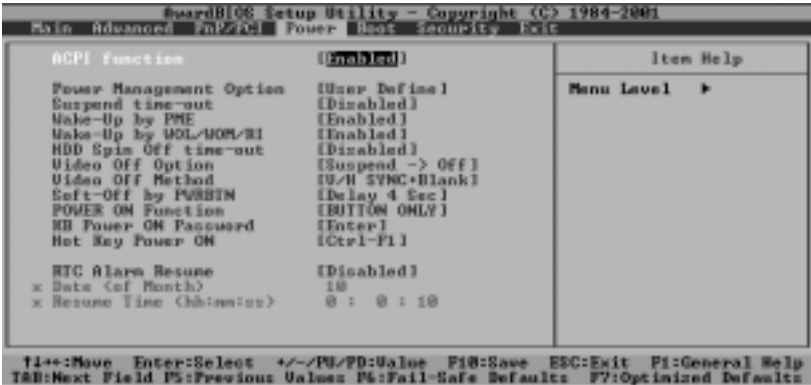 AwardBIOS Setup Utility - Copyright (C) 1984-2001
Main Advanced PnP/PCI Power Boot Security Exit
ACPI function [Enabled] Item Help
Power Management Option [User Define] Menu Level ▶
Suspend time-out [Disabled]
Wake-Up by PME [Enabled]
Wake-Up by WOL/WOM/RI [Enabled]
HDD Spin Off time-out [Disabled]
Video Off Option [Suspend -> Off]
Video Off Method [V/H SYNC+Blank]
Soft-Off by PWRBTN [Delay 4 Sec]
POWER ON Function [BUTTON ONLY]
KB Power ON Password [Enter]
Hot Key Power ON [Ctrl-F1]
RTC Alarm Resume [Disabled]
x Date (of Month) 10
x Resume Time (hh:mm:ss) 0 : 0 : 10
↑↓→←:Move Enter:Select +/-/PU/PD:Value F10:Save ESC:Exit F1:General Help
TAB:Next Field F5:Previous Values F6:Fail-Safe Defaults F7:Optimized Defaults